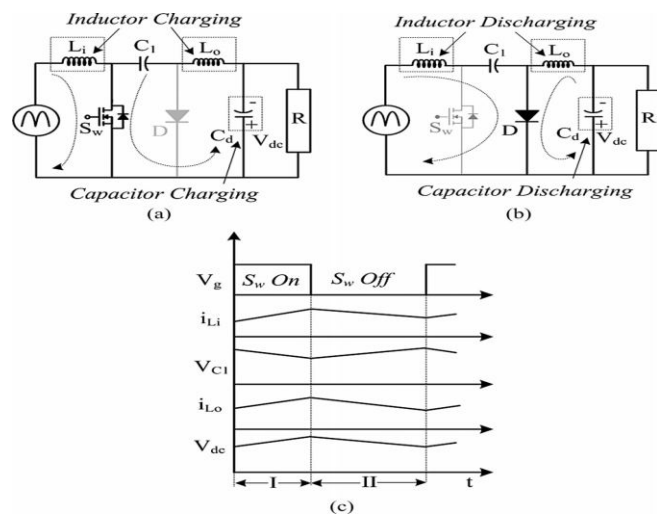 Inductor Charging
Li
C1
Lo
Sw
D
Cd
-
+
Vdc
R
Capacitor Charging
(a)
Inductor Discharging
Li
C1
Lo
Sw
D
Cd
-
+
Vdc
R
Capacitor Discharging
(b)
Vg
Sw On
Sw Off
iLi
VC1
iLo
Vdc
I
II
t
(c)